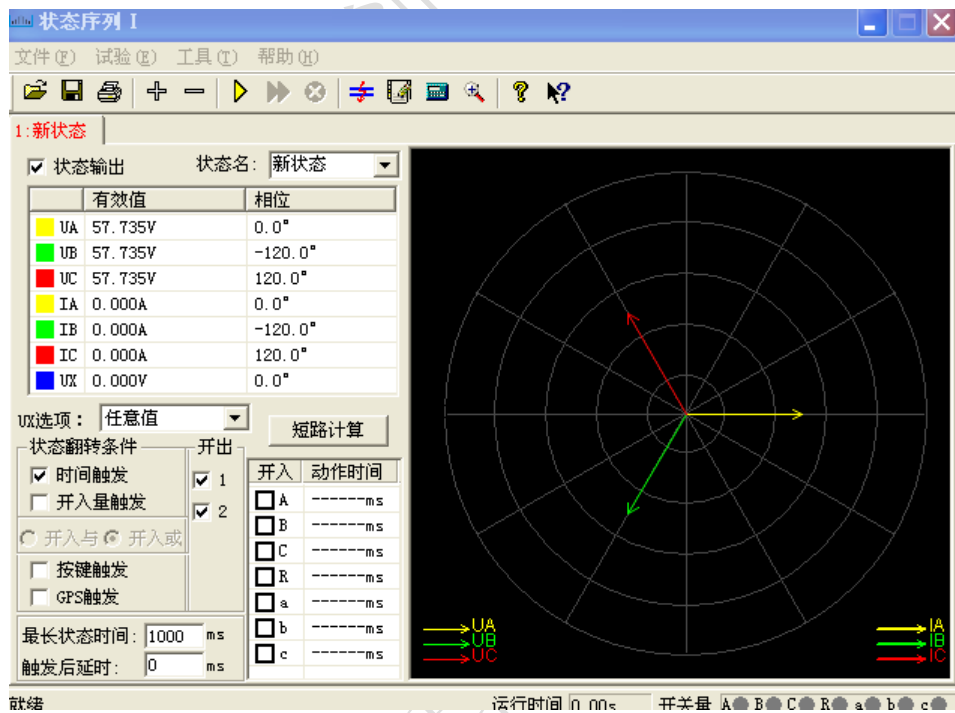 状态序列 I
文件(F) 试验(E) 工具(T) 帮助(H)
1:新状态
状态输出 状态名: 新状态
有效值 相位
UA 57.735V 0.0°
UB 57.735V -120.0°
UC 57.735V 120.0°
IA 0.000A 0.0°
IB 0.000A -120.0°
IC 0.000A 120.0°
UX 0.000V 0.0°
UX选项: 任意值
短路计算
状态翻转条件 开出
时间触发 1
开入量触发 2
开入与 开入或
按键触发
GPS触发
最长状态时间: 1000 ms
触发后延时: 0 ms
开入 动作时间
A ------ms
B ------ms
C ------ms
R ------ms
a ------ms
b ------ms
c ------ms
UA
UB
UC
IA
IB
IC
就绪 运行时间 0.00s 开关量 A B C R a b c